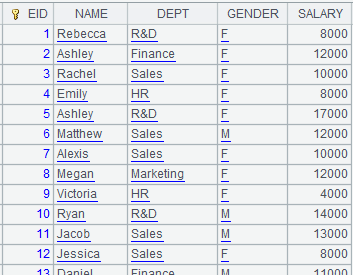 EID NAME DEPT GENDER SALARY
1 Rebecca R&D F 8000
2 Ashley Finance F 12000
3 Rachel Sales F 10000
4 Emily HR F 8000
5 Ashley R&D F 17000
6 Matthew Sales M 12000
7 Alexis Sales F 10000
8 Megan Marketing F 12000
9 Victoria HR F 4000
10 Ryan R&D M 14000
11 Jacob Sales M 13000
12 Jessica Sales F 8000
13 Daniel Finance M 11000